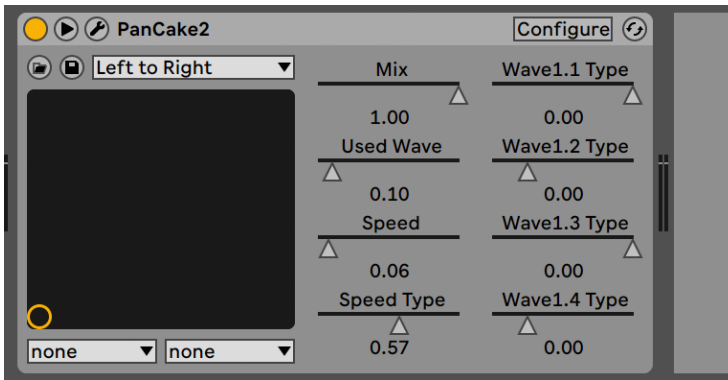 PanCake2 Configure
Left to Right
Mix Wave1.1 Type
1.00 0.00
Used Wave Wave1.2 Type
0.10 0.00
Speed Wave1.3 Type
0.06 0.00
Speed Type Wave1.4 Type
0.57 0.00
none none